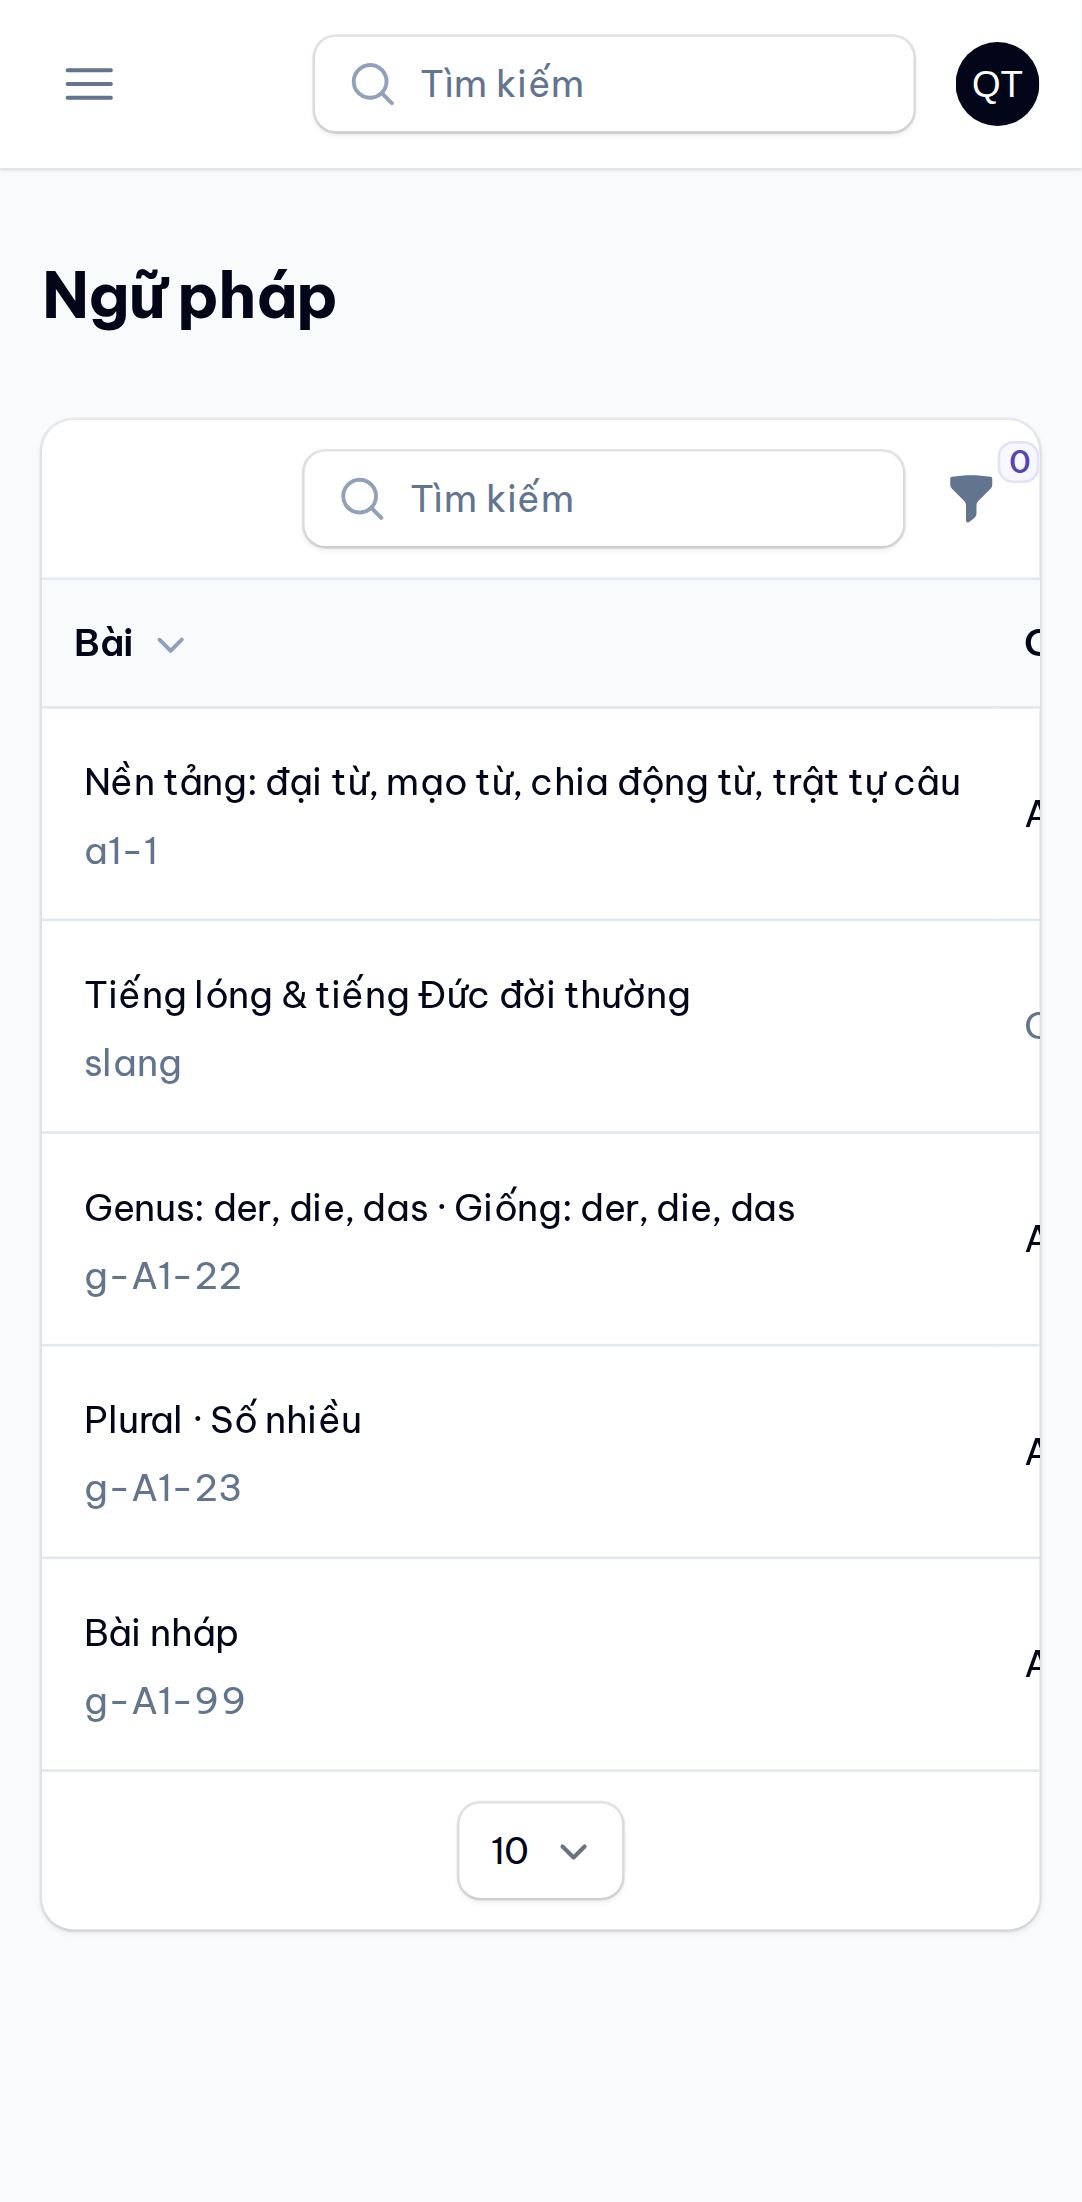 Tìm kiếm
QT
Ngữ pháp
Tìm kiếm
0
Bài
Nền tảng: đại từ, mạo từ, chia động từ, trật tự câu
a1-1
Tiếng lóng & tiếng Đức đời thường
slang
Genus: der, die, das · Giống: der, die, das
g-A1-22
Plural · Số nhiều
g-A1-23
Bài nháp
g-A1-99
10